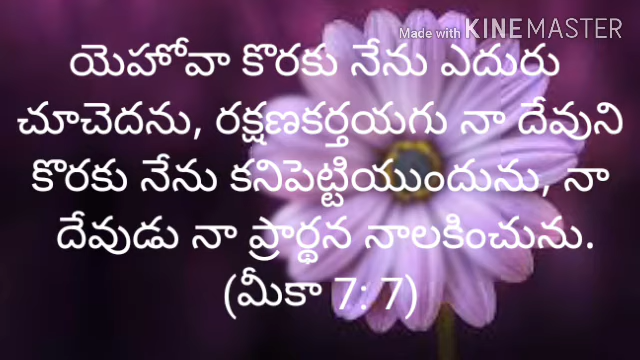 Made with KINEMASTER
యెహోవా కొరకు నేను ఎదురు
చూచెదను, రక్షణకర్తయగు నా దేవుని
కొరకు నేను కనిపెట్టియుందును, నా
దేవుడు నా ప్రార్థన నాలకించును.
(మీకా 7: 7)